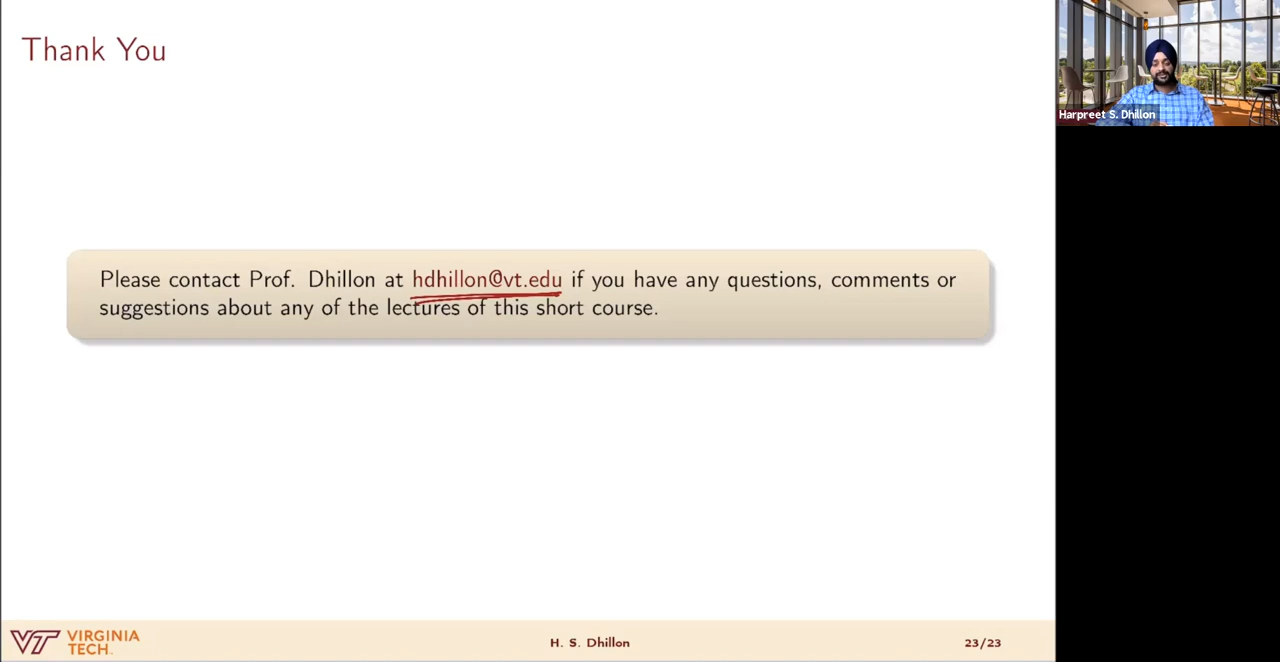 Thank You
Harpreet S. Dhillon
Please contact Prof. Dhillon at hdhillon@vt.edu if you have any questions, comments or
suggestions about any of the lectures of this short course.
VT VIRGINIA
TECH.
H. S. Dhillon
23/23